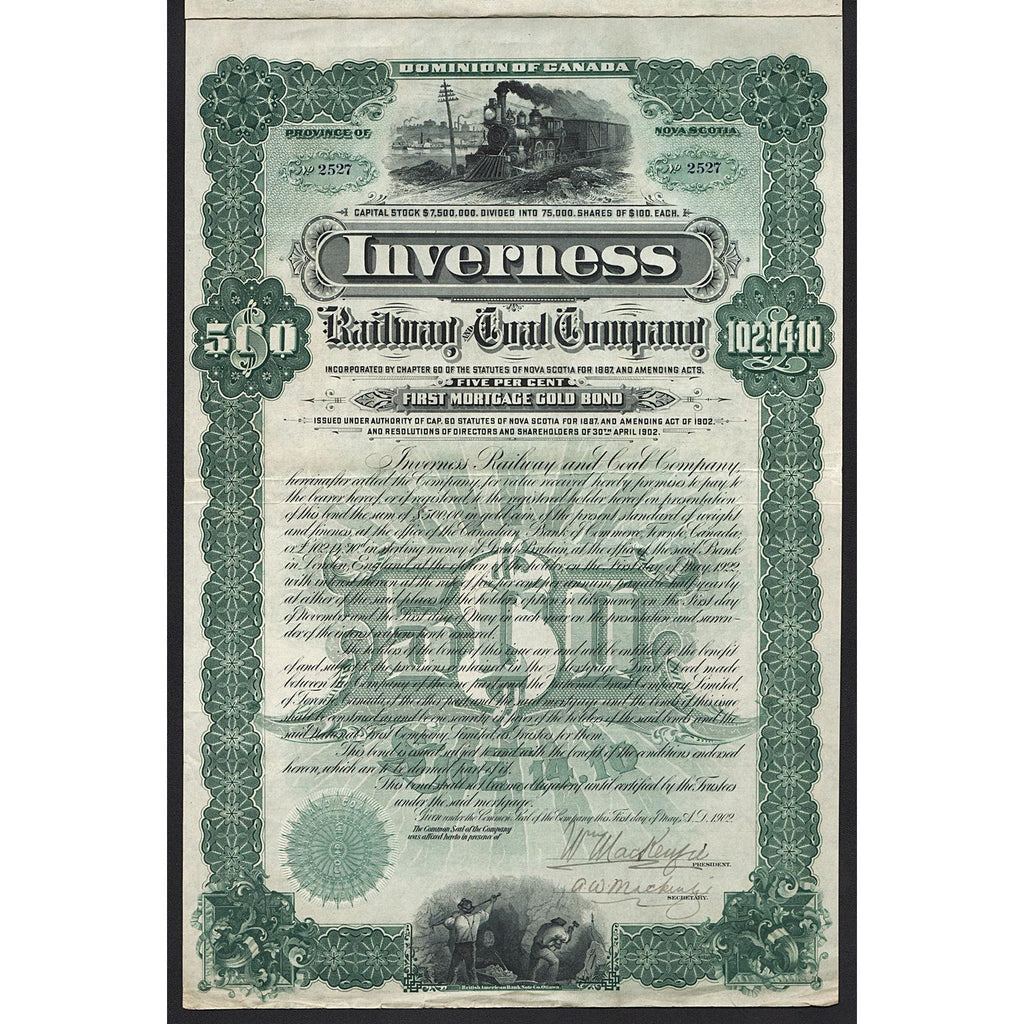 DOMINION OF CANADA
PROVINCE OF NOVA SCOTIA
No 2527 No 2527
CAPITAL STOCK $7,500,000. DIVIDED INTO 75,000. SHARES OF $100. EACH.
Inverness
$500 Railway AND Coal Company £102.14.10
INCORPORATED BY CHAPTER 60 OF THE STATUTES OF NOVA SCOTIA FOR 1887, AND AMENDING ACTS.
FIVE PER CENT
FIRST MORTGAGE GOLD BOND
ISSUED UNDER AUTHORITY OF CAP. 60 STATUTES OF NOVA SCOTIA FOR 1887. AND AMENDING ACT OF 1902.
AND RESOLUTIONS OF DIRECTORS AND SHAREHOLDERS OF 30TH APRIL 1902.
Inverness Railway and Coal Company,
hereinafter called the Company, for value received hereby promises to pay to
the bearer hereof, or if registered, to the registered holder hereof on presentation
of this bond the sum of $500.00 in gold coin of the present standard of weight
and fineness, at the office of the Canadian Bank of Commerce, Toronto, Canada,
or £102.14.10 in sterling money of Great Britain, at the office of the said Bank
in London, England, at the option of the holder on the First day of May, 1922,
with interest thereon at the rate of five per cent per annum, payable half yearly
at either of the said places at the holders option in like money on the First day
of November and the First day of May in each year on the presentation and surren-
der of the interest coupons hereto annexed.
The holders of the bonds of this issue are and will be entitled to the benefit
of and subject to the provisions contained in the Mortgage or Trust Deed made
between the Company of the one part and the National Trust Company, Limited,
of Toronto, Canada, of the other part and the said mortgage and the bonds of this issue
shall be construed as and be one security in favor of the holders of the said bonds and the
said National Trust Company, Limited, as trustees for them.
This bond is issued subject to and with the benefit of the conditions endorsed
hereon, which are to be deemed part of it.
This bond shall not become obligatory until certified by the Trustees
under the said mortgage.
Given under the Common Seal of the Company this First day of May, A.D. 1902.
The Common Seal of the Company
was affixed hereto in presence of
Wm MacKenzie
PRESIDENT.
A W Mackenzie
SECRETARY.
British American Bank Note Co. Ottawa
$500